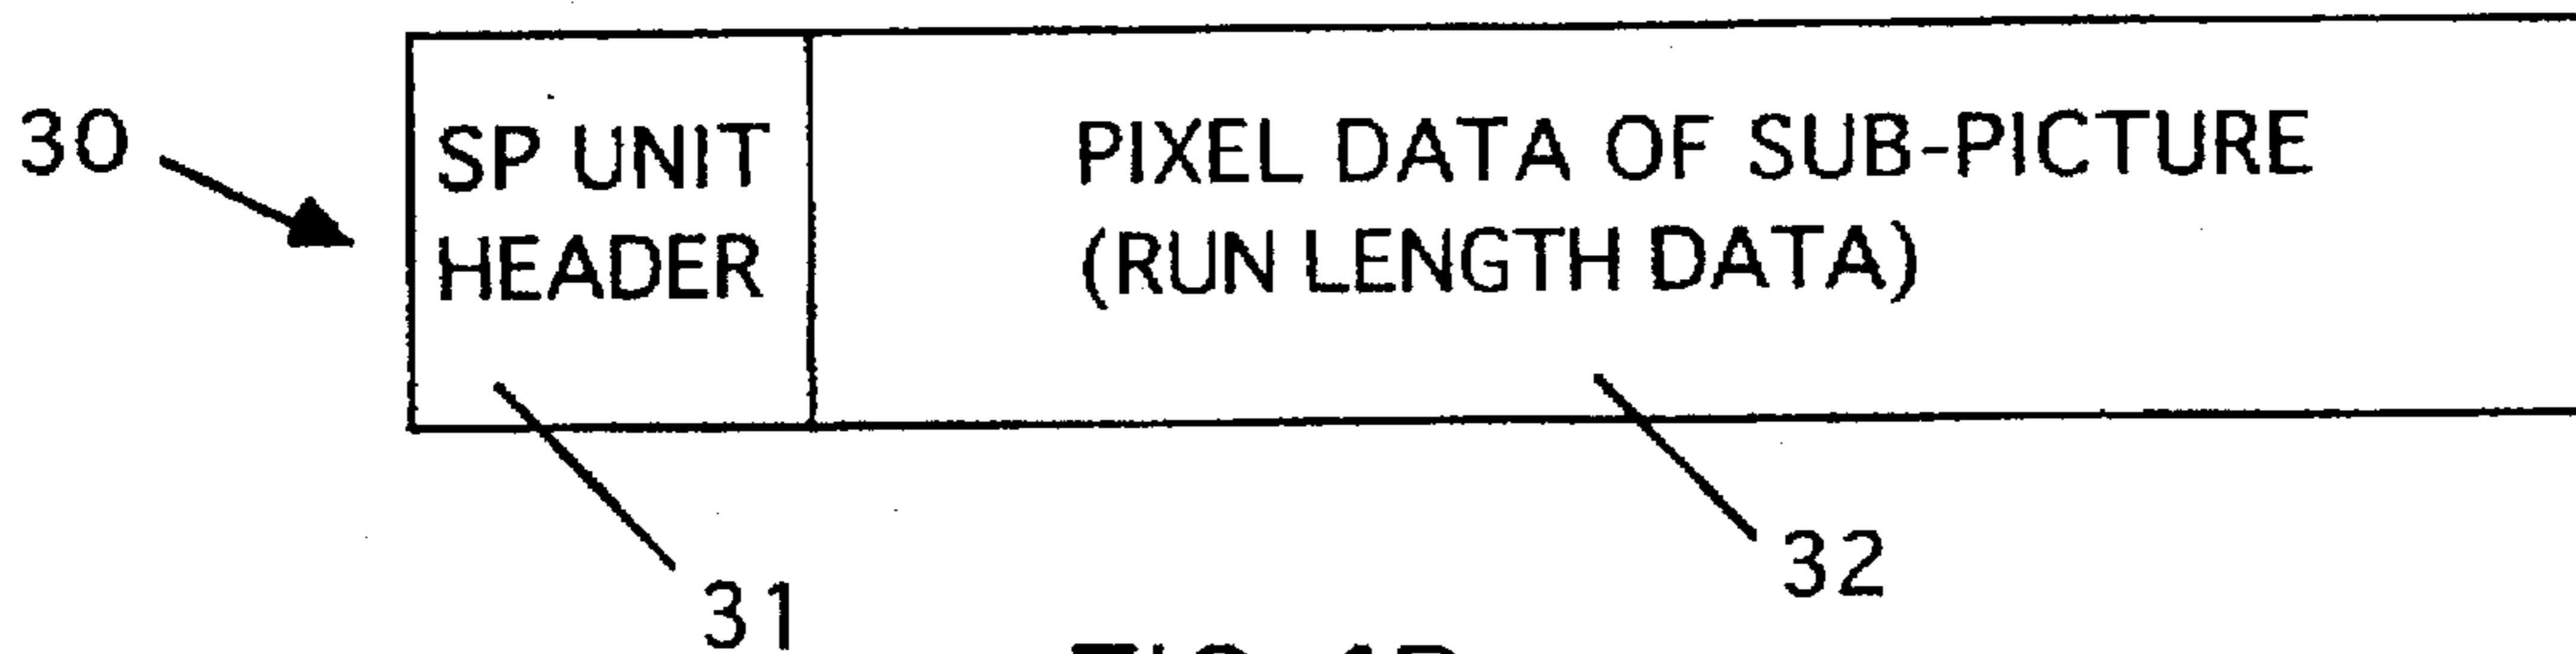 30
SP UNIT
HEADER
PIXEL DATA OF SUB-PICTURE
(RUN LENGTH DATA)
31
32